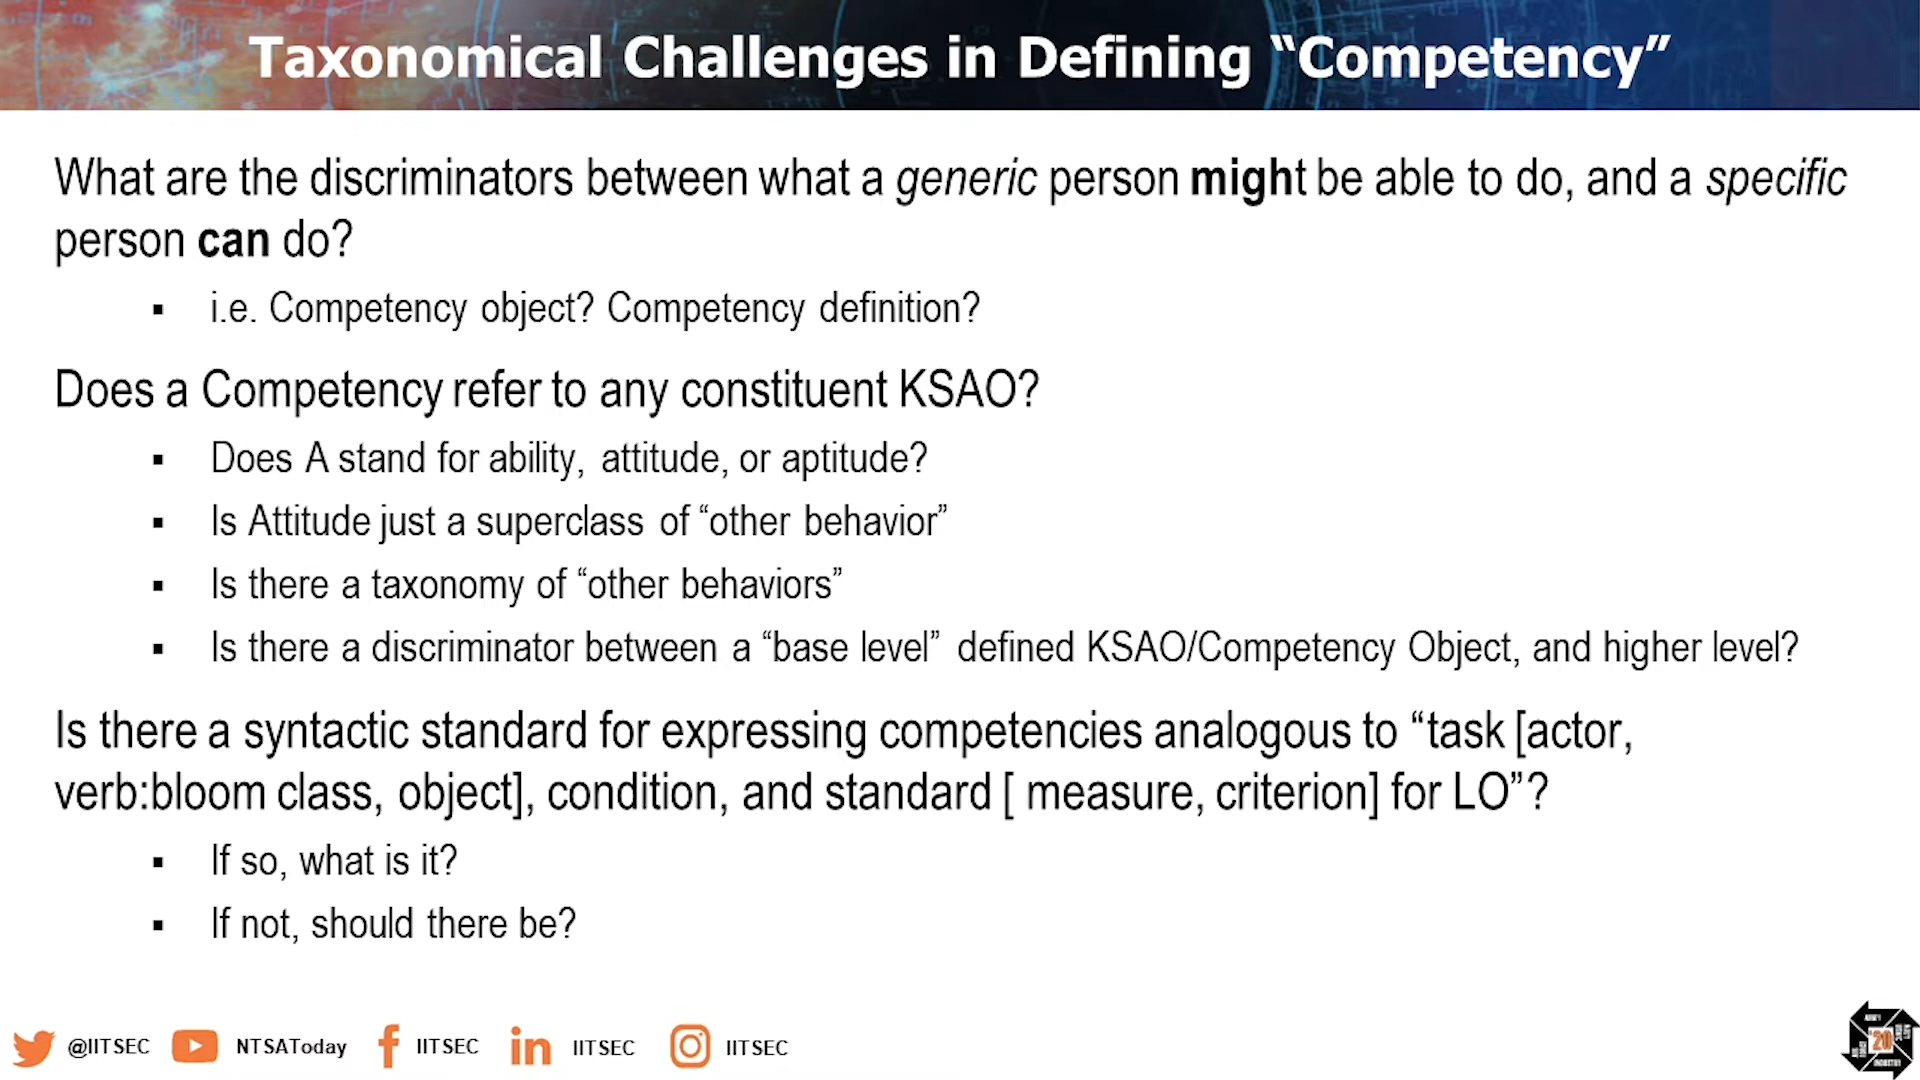 Taxonomical Challenges in Defining “Competency”
What are the discriminators between what a generic person might be able to do, and a specific
person can do?
▪ i.e. Competency object? Competency definition?
Does a Competency refer to any constituent KSAO?
▪ Does A stand for ability, attitude, or aptitude?
▪ Is Attitude just a superclass of “other behavior”
▪ Is there a taxonomy of “other behaviors”
▪ Is there a discriminator between a “base level” defined KSAO/Competency Object, and higher level?
Is there a syntactic standard for expressing competencies analogous to “task [actor,
verb:bloom class, object], condition, and standard [ measure, criterion] for LO”?
▪ If so, what is it?
▪ If not, should there be?
@IITSEC NTSAToday IITSEC IITSEC IITSEC
'20
INDUSTRY